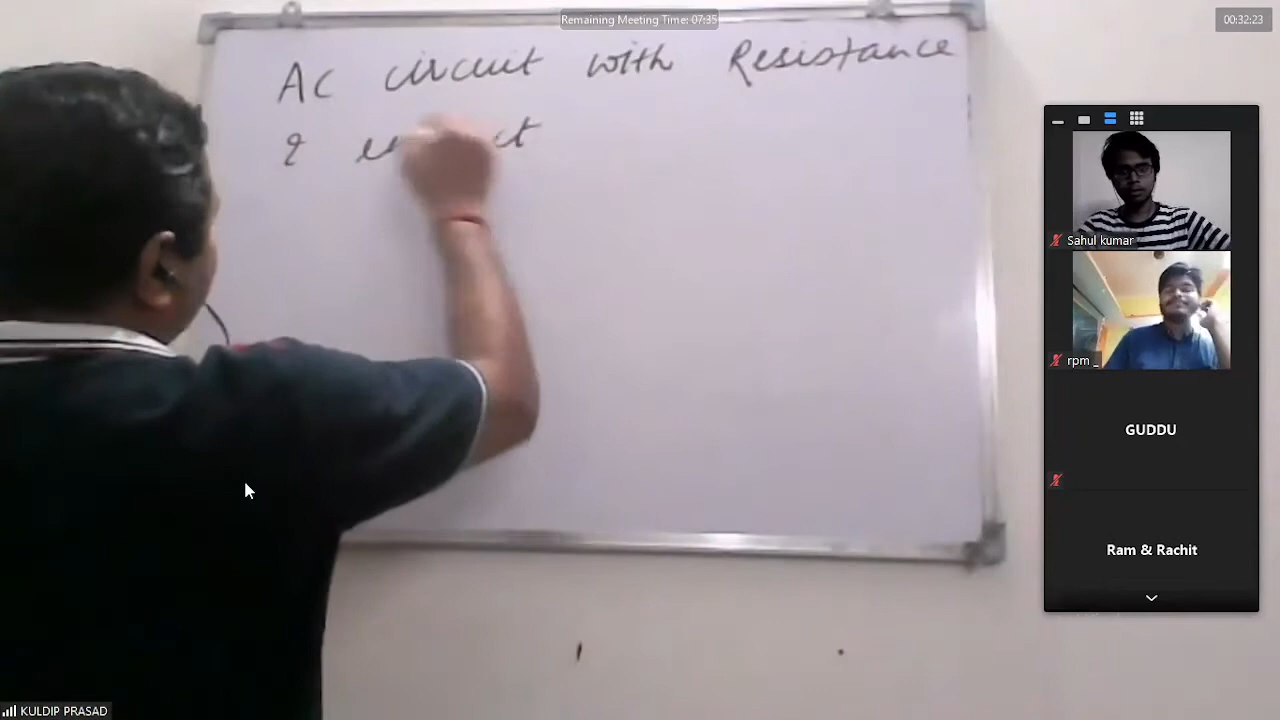 Remaining Meeting Time: 07:35
00:32:23
AC circuit with Resistance
&
Sahul kumar
rpm _
GUDDU
Ram & Rachit
KULDIP PRASAD